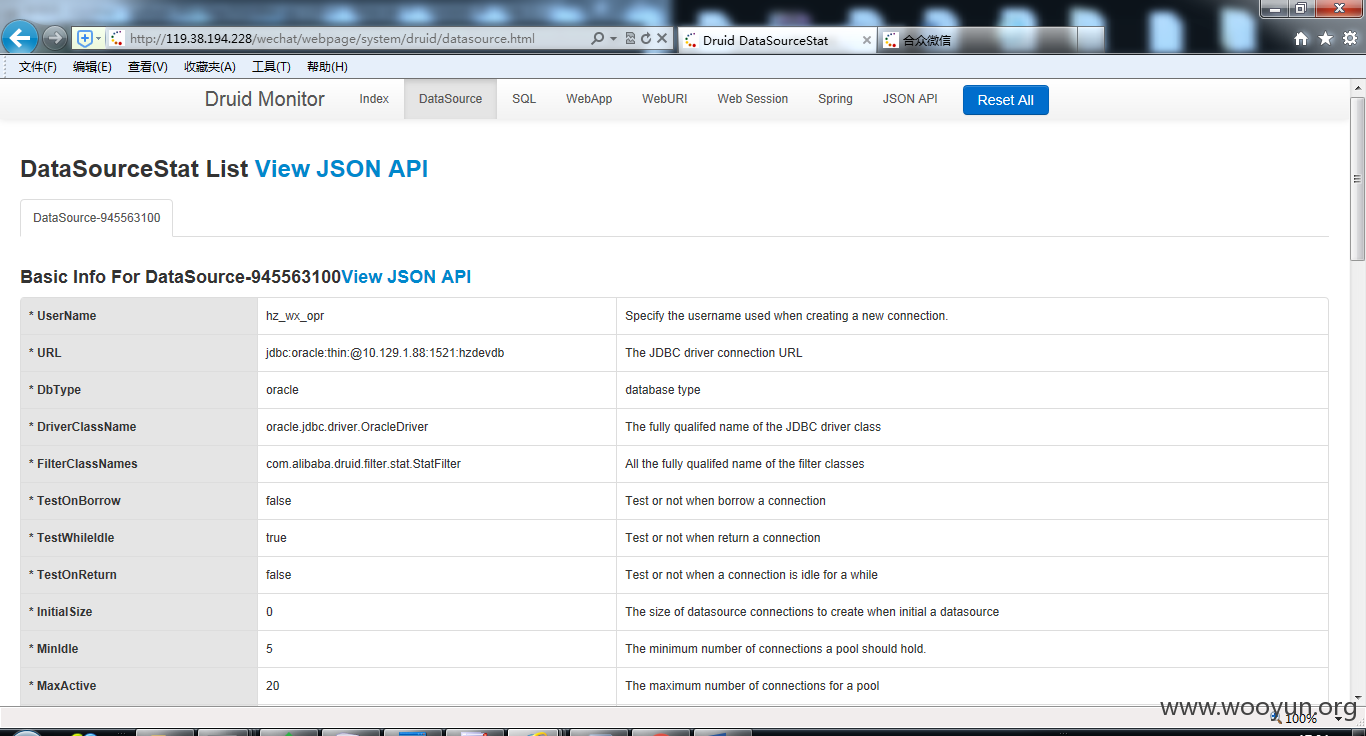 http://119.38.194.228/wechat/webpage/system/druid/datasource.html
Druid DataSourceStat
合众微信
文件(F) 编辑(E) 查看(V) 收藏夹(A) 工具(T) 帮助(H)
Druid Monitor Index DataSource SQL WebApp WebURI Web Session Spring JSON API Reset All
DataSourceStat List View JSON API
DataSource-945563100
Basic Info For DataSource-945563100View JSON API
* UserName hz_wx_opr Specify the username used when creating a new connection.
* URL jdbc:oracle:thin:@10.129.1.88:1521:hzdevdb The JDBC driver connection URL
* DbType oracle database type
* DriverClassName oracle.jdbc.driver.OracleDriver The fully qualifed name of the JDBC driver class
* FilterClassNames com.alibaba.druid.filter.stat.StatFilter All the fully qualifed name of the filter classes
* TestOnBorrow false Test or not when borrow a connection
* TestWhileIdle true Test or not when return a connection
* TestOnReturn false Test or not when a connection is idle for a while
* InitialSize 0 The size of datasource connections to create when initial a datasource
* MinIdle 5 The minimum number of connections a pool should hold.
* MaxActive 20 The maximum number of connections for a pool
www.wooyun.org
100%